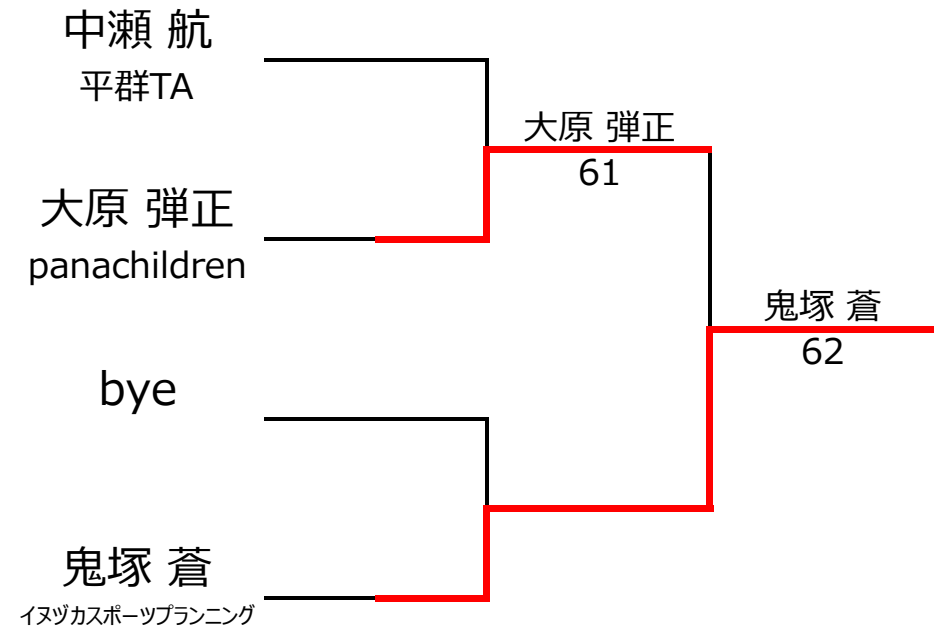 中瀬 航
平群TA
大原 弾正
61
大原 弾正
panachildren
鬼塚 蒼
62
bye
鬼塚 蒼
イヌヅカスポーツプランニング